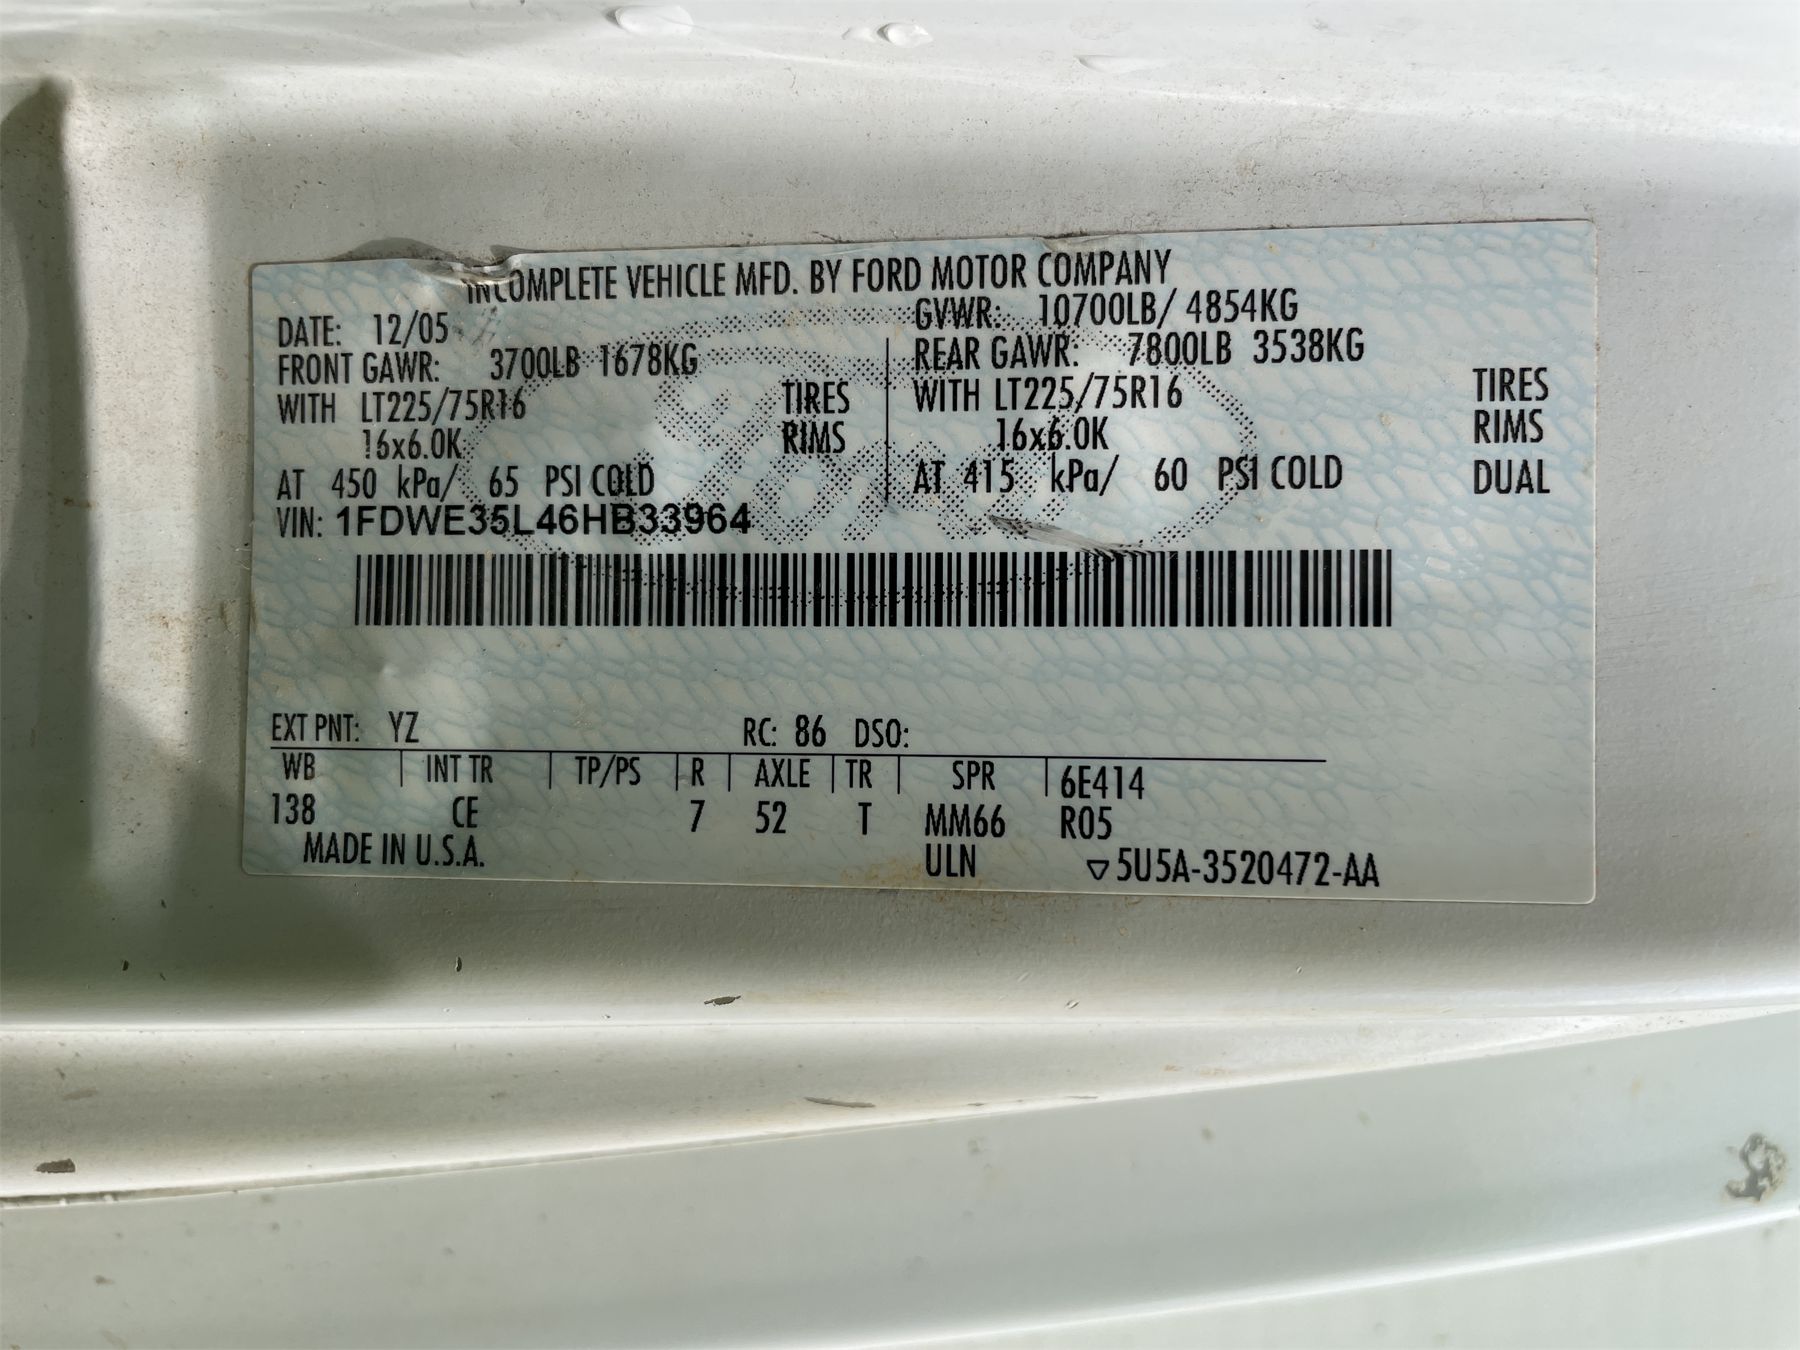 INCOMPLETE VEHICLE MFD. BY FORD MOTOR COMPANY
DATE: 12/05 GVWR: 10700LB/ 4854KG
FRONT GAWR: 3700LB 1678KG REAR GAWR: 7800LB 3538KG
WITH LT225/75R16 TIRES WITH LT225/75R16 TIRES
16x6.0K RIMS 16x6.0K RIMS
AT 450 kPa/ 65 PSI COLD AT 415 kPa/ 60 PSI COLD DUAL
VIN: 1FDWE35L46HB33964
EXT PNT: YZ RC: 86 DSO:
WB INT TR TP/PS R AXLE TR SPR 6E414
138 CE 7 52 T MM66 R05
MADE IN U.S.A. ULN ▽5U5A-3520472-AA